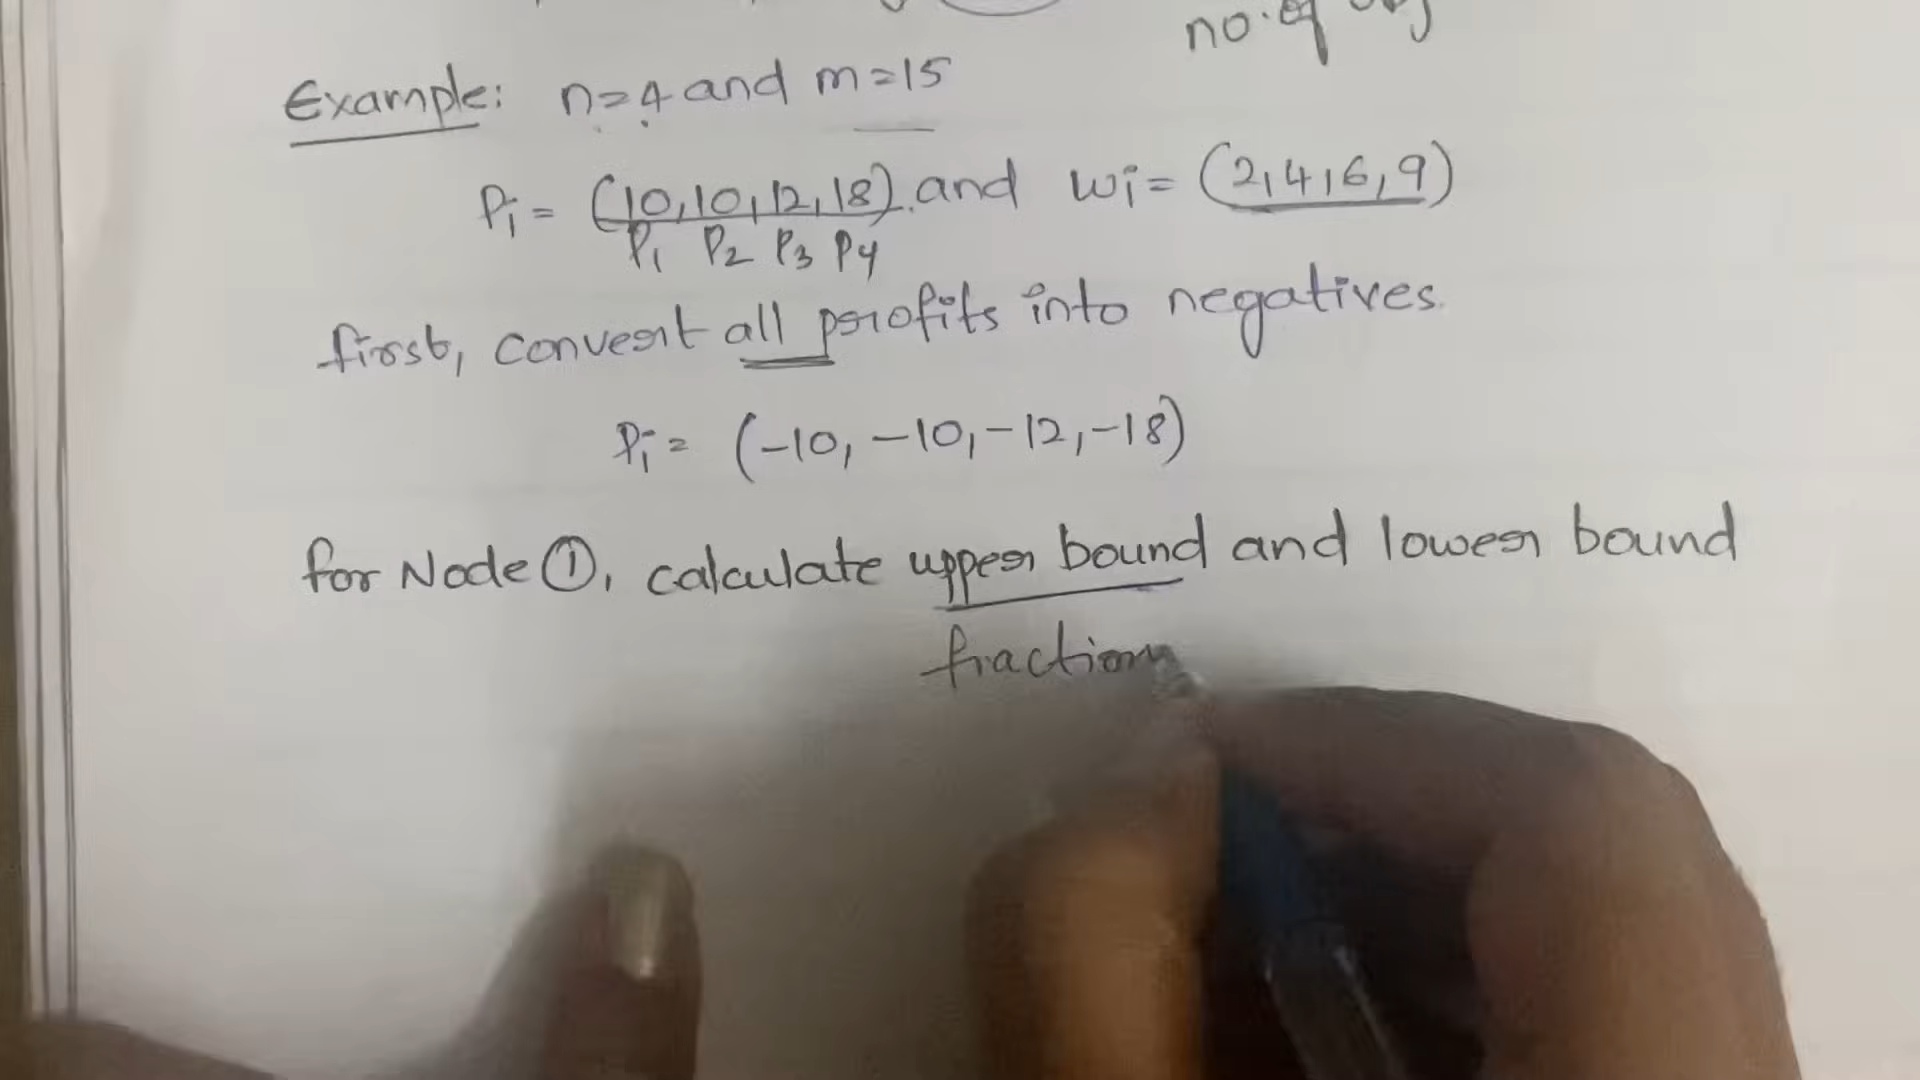 no. of obj
Example: n=4 and m=15
Pi = (10,10,12,18) and wi = (2,4,6,9)
P1 P2 P3 P4
first, convert all profits into negatives.
Pi = (-10, -10, -12, -18)
for Node ①, calculate upper bound and lower bound
fraction